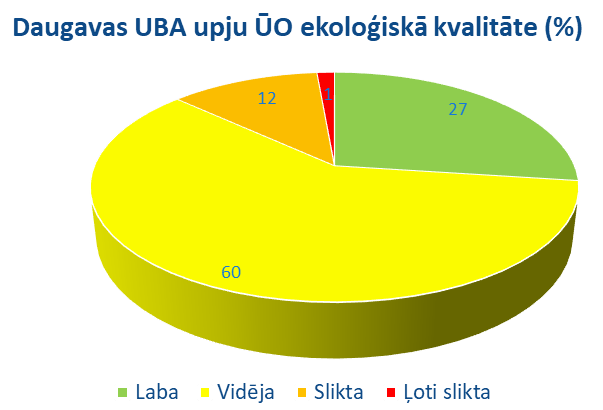 Daugavas UBA upju ŪO ekoloģiskā kvalitāte (%)
1
12
27
60
Laba Vidēja Slikta Ļoti slikta